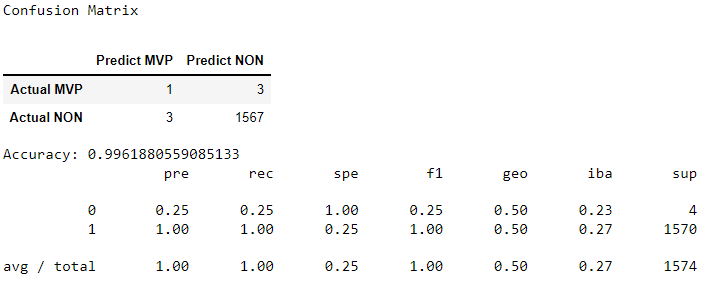 Confusion Matrix
Predict MVP Predict NON
Actual MVP 1 3
Actual NON 3 1567
Accuracy: 0.9961880559085133
pre rec spe f1 geo iba sup
0 0.25 0.25 1.00 0.25 0.50 0.23 4
1 1.00 1.00 0.25 1.00 0.50 0.27 1570
avg / total 1.00 1.00 0.25 1.00 0.50 0.27 1574